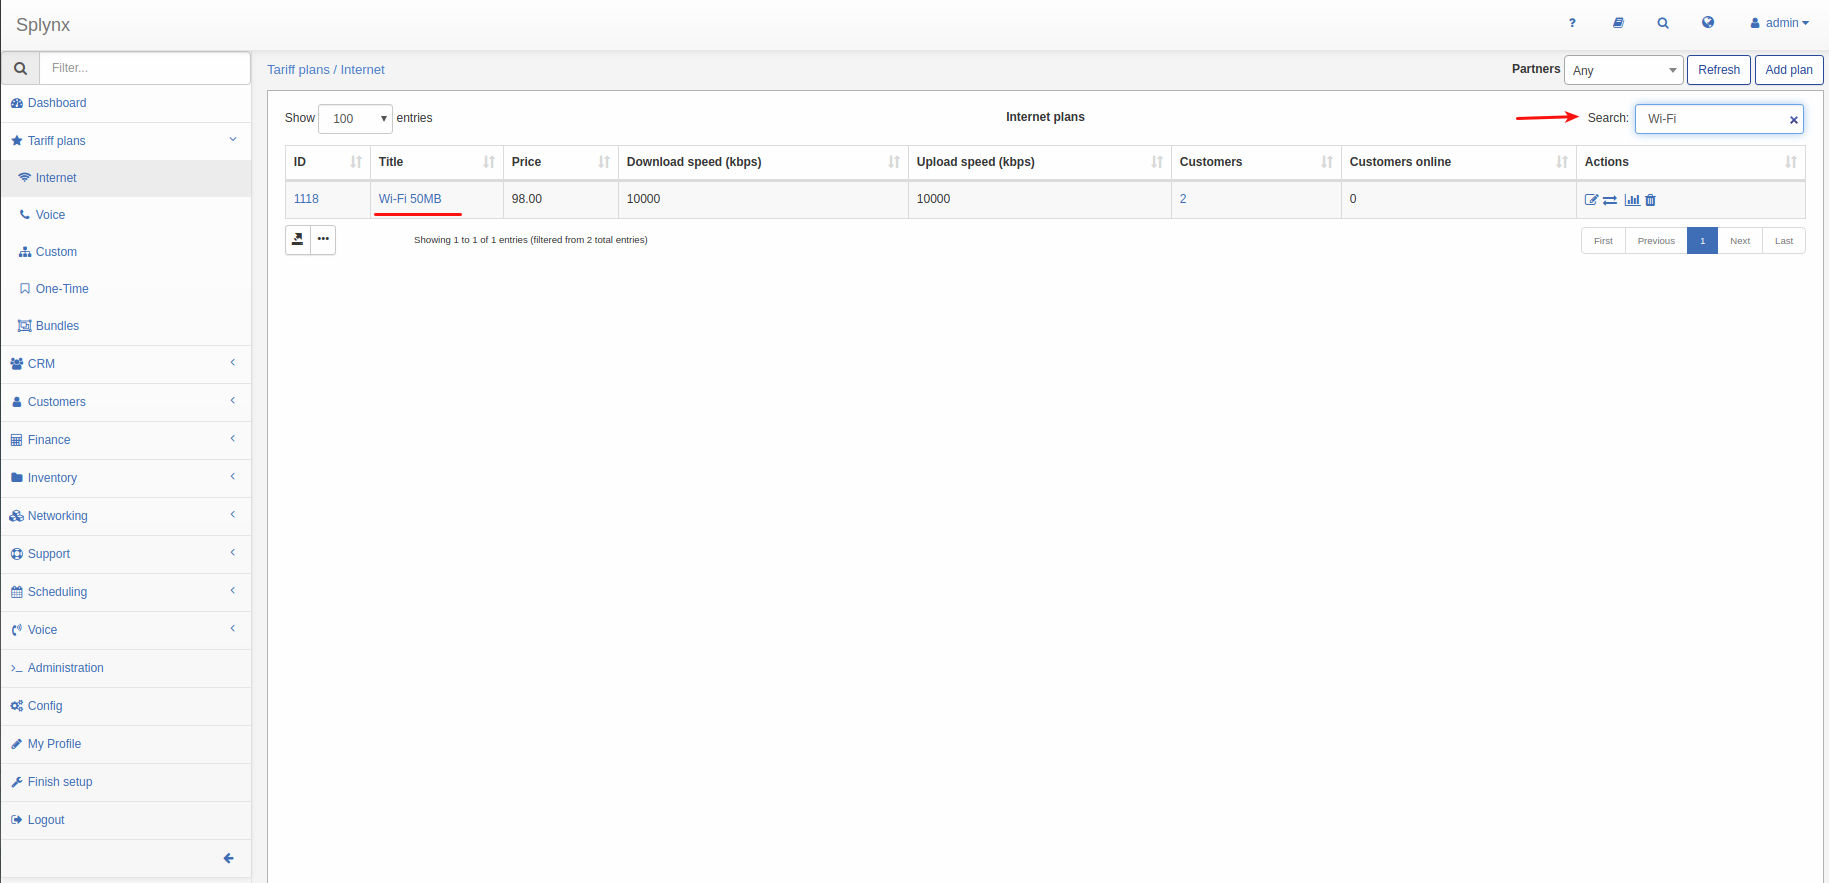 Splynx
? admin
Filter...
Tariff plans / Internet
Partners Any Refresh Add plan
Dashboard
Tariff plans
Internet
Voice
Custom
One-Time
Bundles
CRM
Customers
Finance
Inventory
Networking
Support
Scheduling
Voice
Administration
Config
My Profile
Finish setup
Logout
Show 100 entries
Internet plans
Search: Wi-Fi
ID Title Price Download speed (kbps) Upload speed (kbps) Customers Customers online Actions
1118 Wi-Fi 50MB 98.00 10000 10000 2 0
Showing 1 to 1 of 1 entries (filtered from 2 total entries)
First Previous 1 Next Last